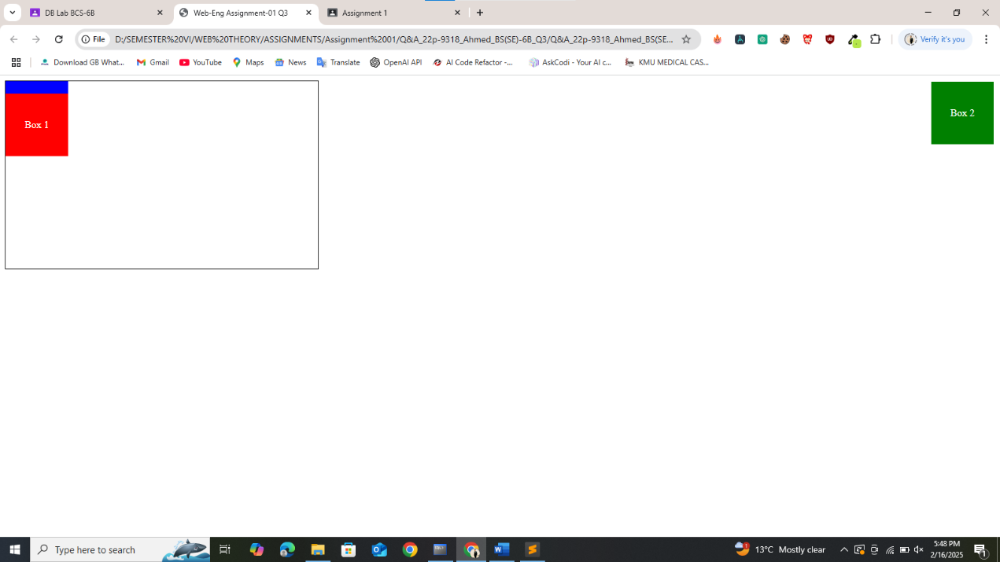 DB Lab BCS-6B
Web-Eng Assignment-01 Q3
Assignment 1
File
D:/SEMESTER%20VI/WEB%20THEORY/ASSIGNMENTS/Assignment%2001/Q&A_22p-9318_Ahmed_BS(SE)-6B_Q3/Q&A_22p-9318_Ahmed_BS(SE...
Verify it's you
Download GB What...
Gmail
YouTube
Maps
News
Translate
OpenAI API
AI Code Refactor -...
AskCodi - Your AI c...
KMU MEDICAL CAS...
Box 1
Box 2
Type here to search
13°C Mostly clear
5:48 PM
2/16/2025
1